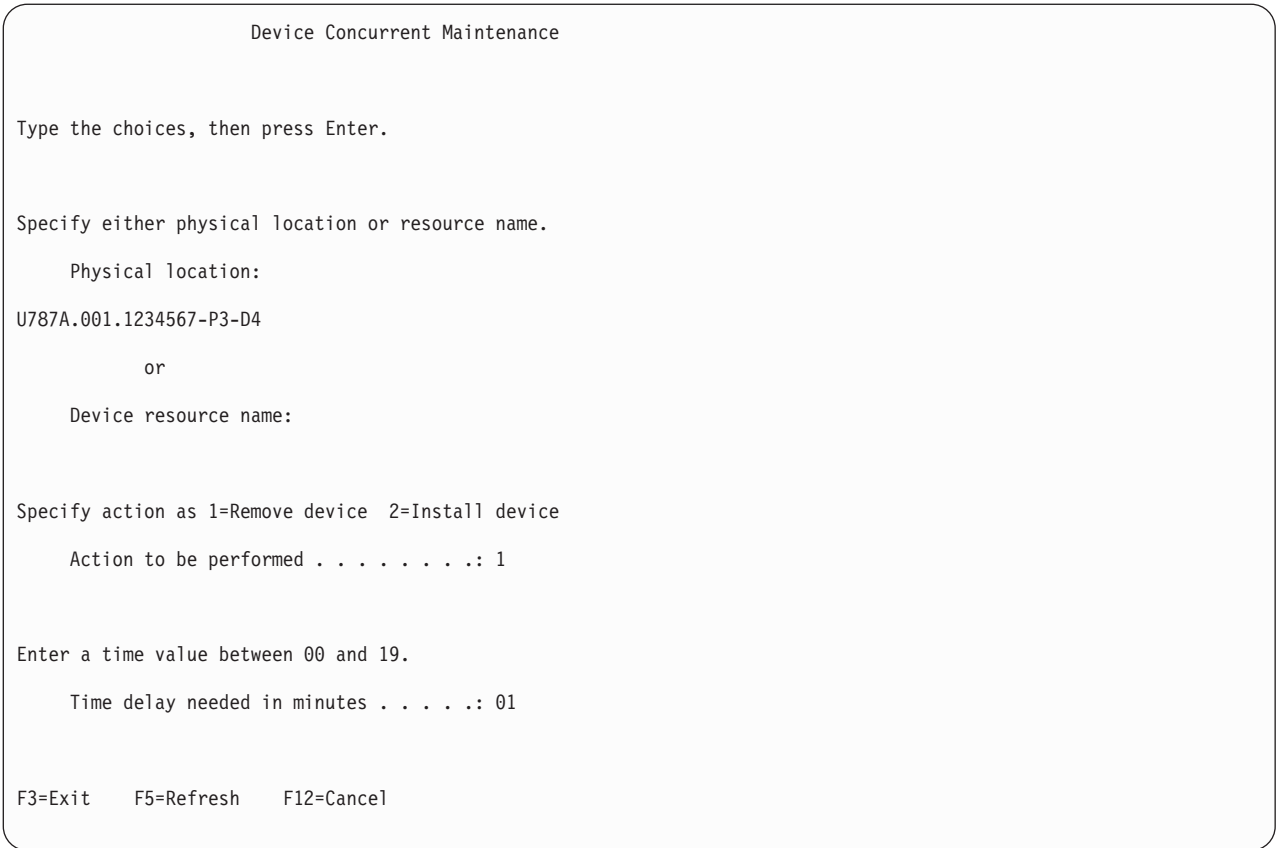 Device Concurrent Maintenance
Type the choices, then press Enter.
Specify either physical location or resource name.
Physical location:
U787A.001.1234567-P3-D4
or
Device resource name:
Specify action as 1=Remove device 2=Install device
Action to be performed . . . . . . . .: 1
Enter a time value between 00 and 19.
Time delay needed in minutes . . . . .: 01
F3=Exit F5=Refresh F12=Cancel